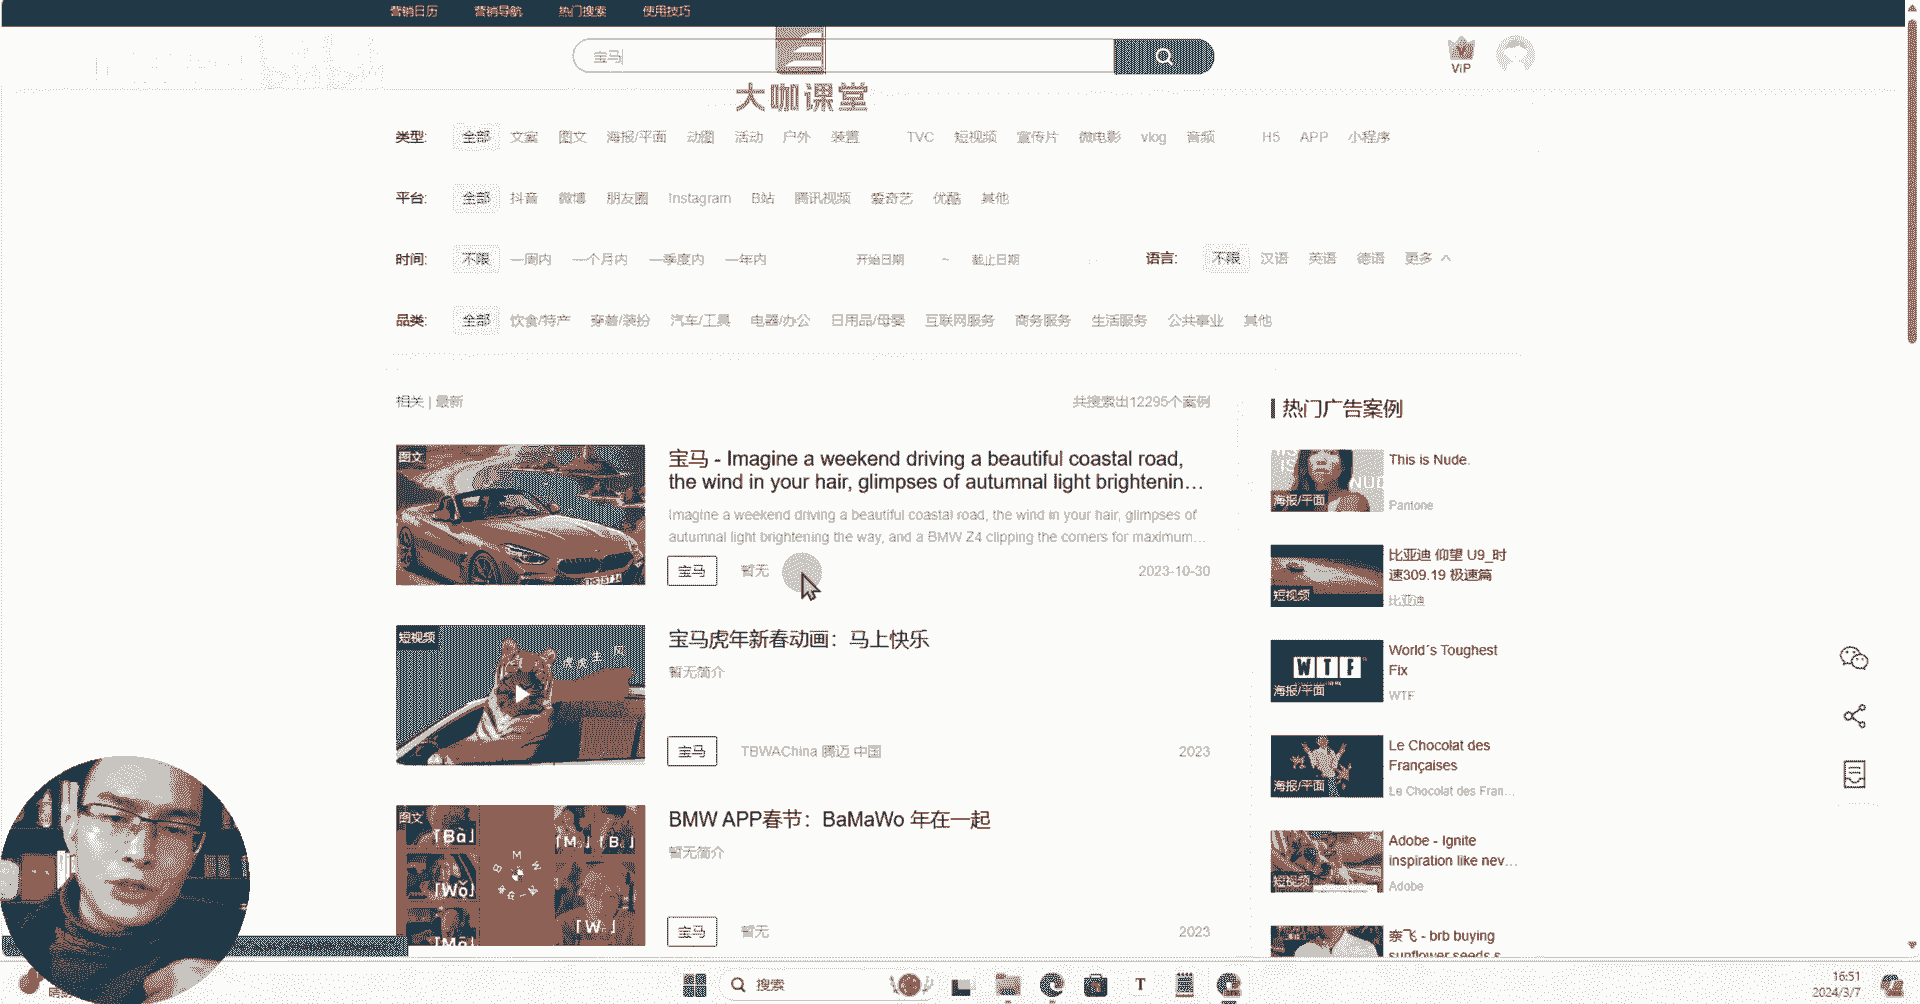 营销日历 营销导航 热门搜索 使用技巧
宝马
VIP
大咖课堂
类型: 全部 文案 图文 海报/平面 动图 活动 户外 装置 TVC 短视频 宣传片 微电影 vlog 音频 H5 APP 小程序
平台: 全部 抖音 微博 朋友圈 Instagram B站 腾讯视频 爱奇艺 优酷 其他
时间: 不限 一周内 一个月内 一季度内 一年内 开始日期 ~ 截止日期 语言: 不限 汉语 英语 德语 更多
品类: 全部 饮食/特产 穿着/装扮 汽车/工具 电器/办公 日用品/母婴 互联网服务 商务服务 生活服务 公共事业 其他
相关 | 最新 共搜索出12295个案例
图文
宝马 - Imagine a weekend driving a beautiful coastal road,
the wind in your hair, glimpses of autumnal light brightenin...
Imagine a weekend driving a beautiful coastal road, the wind in your hair, glimpses of
autumnal light brightening the way, and a BMW Z4 clipping the corners for maximum...
宝马 暂无 2023-10-30
短视频
虎虎生风
宝马虎年新春动画：马上快乐
暂无简介
宝马 TBWAChina 腾迈 中国 2023
图文
「Bà」
「M.」「B.」
「Wǒ」
「W.」
BMW APP春节：BaMaWo 年在一起
暂无简介
宝马 暂无 2023
热门广告案例
海报/平面
This is Nude.
Pantone
短视频
比亚迪 仰望 U9_时
速309.19 极速篇
比亚迪
WTF
海报/平面
World´s Toughest
Fix
WTF
海报/平面
Le Chocolat des
Françaises
Le Chocolat des Fran...
短视频
Adobe - Ignite
inspiration like nev...
Adobe
奈飞 - brb buying
sunflower seeds s
搜索
16:51
2024/3/7